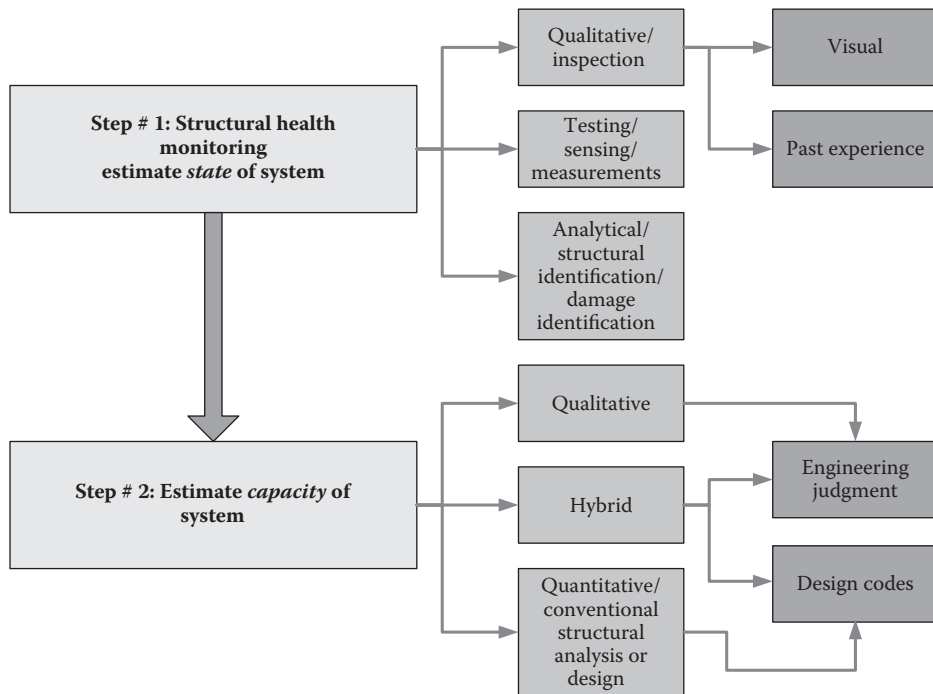 Step # 1: Structural health
monitoring
estimate state of system
Qualitative/
inspection
Visual
Past experience
Testing/
sensing/
measurements
Analytical/
structural
identification/
damage
identification
Step # 2: Estimate capacity of
system
Qualitative
Hybrid
Quantitative/
conventional
structural
analysis or
design
Engineering
judgment
Design codes